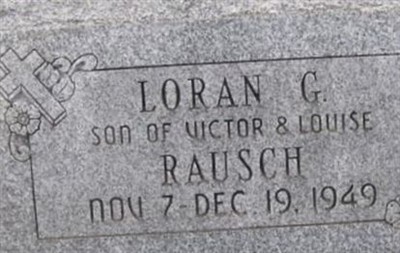 LORAN G.
SON OF VICTOR & LOUISE
RAUSCH
NOV 7-DEC. 19, 1949